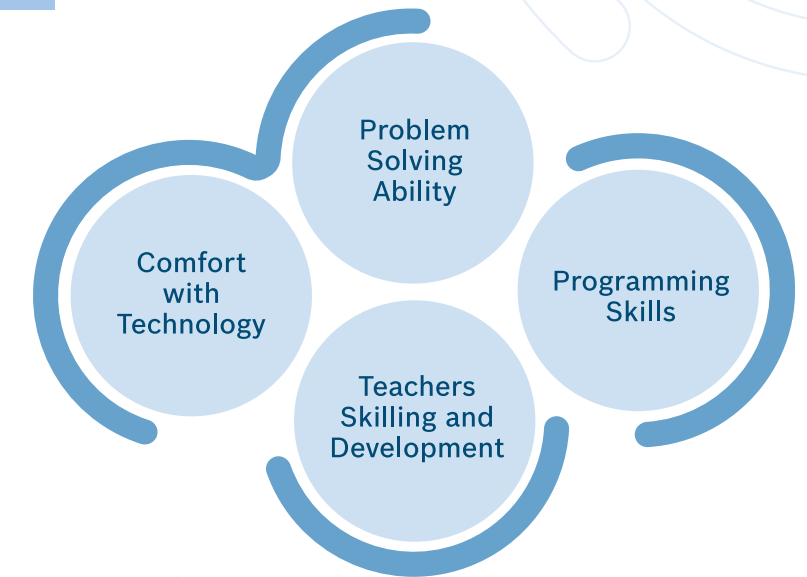 Problem
Solving
Ability
Comfort
with
Technology
Programming
Skills
Teachers
Skilling and
Development